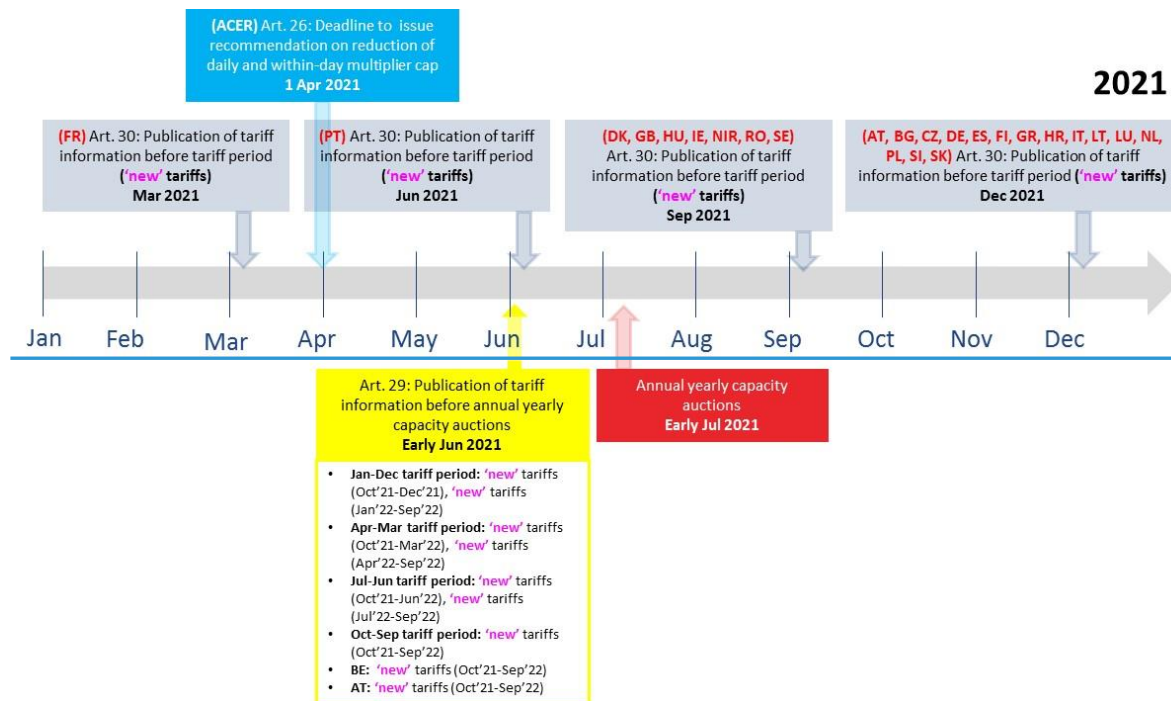 (ACER) Art. 26: Deadline to issue
recommendation on reduction of
daily and within-day multiplier cap
1 Apr 2021
2021
(FR) Art. 30: Publication of tariff
information before tariff period
(‘new’ tariffs)
Mar 2021
(PT) Art. 30: Publication of tariff
information before tariff period
(‘new’ tariffs)
Jun 2021
(DK, GB, HU, IE, NIR, RO, SE)
Art. 30: Publication of tariff
information before tariff period
(‘new’ tariffs)
Sep 2021
(AT, BG, CZ, DE, ES, FI, GR, HR, IT, LT, LU, NL,
PL, SI, SK) Art. 30: Publication of tariff
information before tariff period (‘new’ tariffs)
Dec 2021
Jan Feb Mar Apr May Jun Jul Aug Sep Oct Nov Dec
Art. 29: Publication of tariff
information before annual yearly
capacity auctions
Early Jun 2021
Annual yearly capacity
auctions
Early Jul 2021
• Jan-Dec tariff period: ‘new’ tariffs
(Oct’21-Dec’21), ‘new’ tariffs
(Jan’22-Sep’22)
• Apr-Mar tariff period: ‘new’ tariffs
(Oct’21-Mar’22), ‘new’ tariffs
(Apr’22-Sep’22)
• Jul-Jun tariff period: ‘new’ tariffs
(Oct’21-Jun’22), ‘new’ tariffs
(Jul’22-Sep’22)
• Oct-Sep tariff period: ‘new’ tariffs
(Oct’21-Sep’22)
• BE: ‘new’ tariffs (Oct’21-Sep’22)
• AT: ‘new’ tariffs (Oct’21-Sep’22)